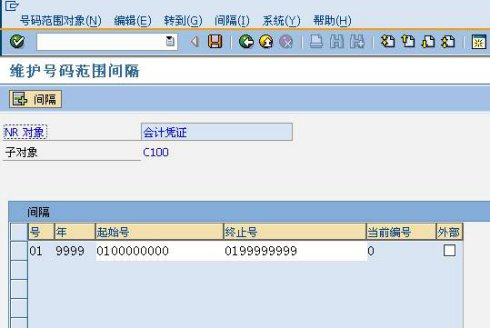 号码范围对象(N) 编辑(E) 转到(G) 间隔(I) 系统(Y) 帮助(H)
维护号码范围间隔
间隔
NR 对象 会计凭证
子对象 C100
间隔
号 年 起始号 终止号 当前编号 外部
01 9999 0100000000 0199999999 0